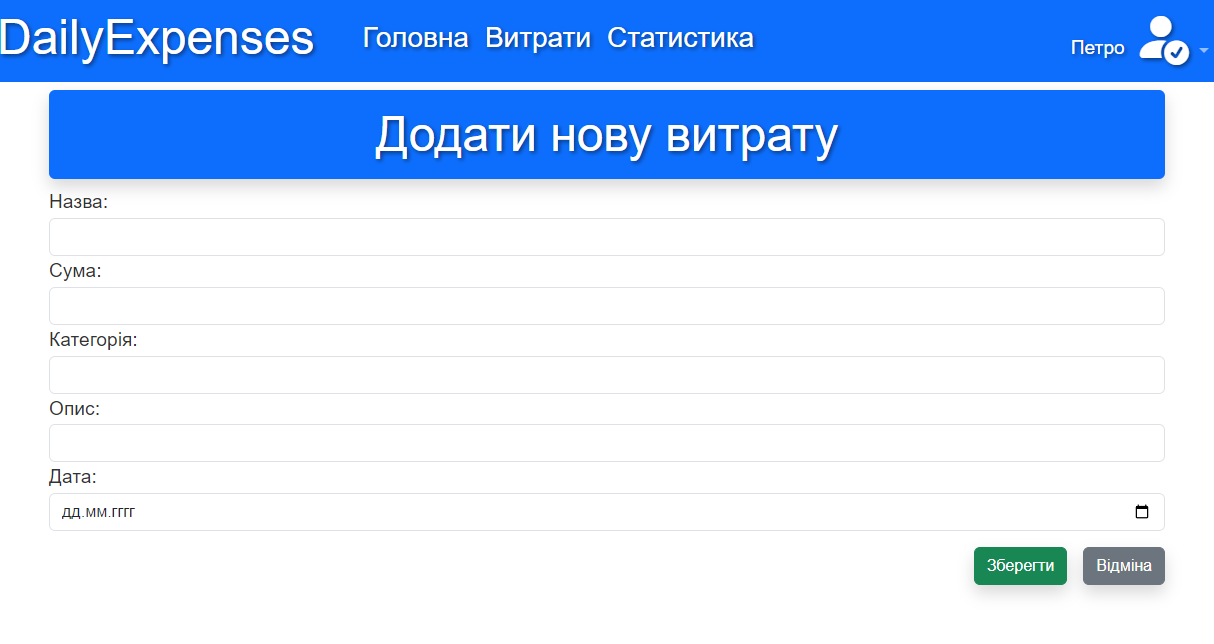 DailyExpenses Головна Витрати Статистика Петро
Додати нову витрату
Назва:
Сума:
Категорія:
Опис:
Дата:
дд.мм.гггг
Зберегти Відміна